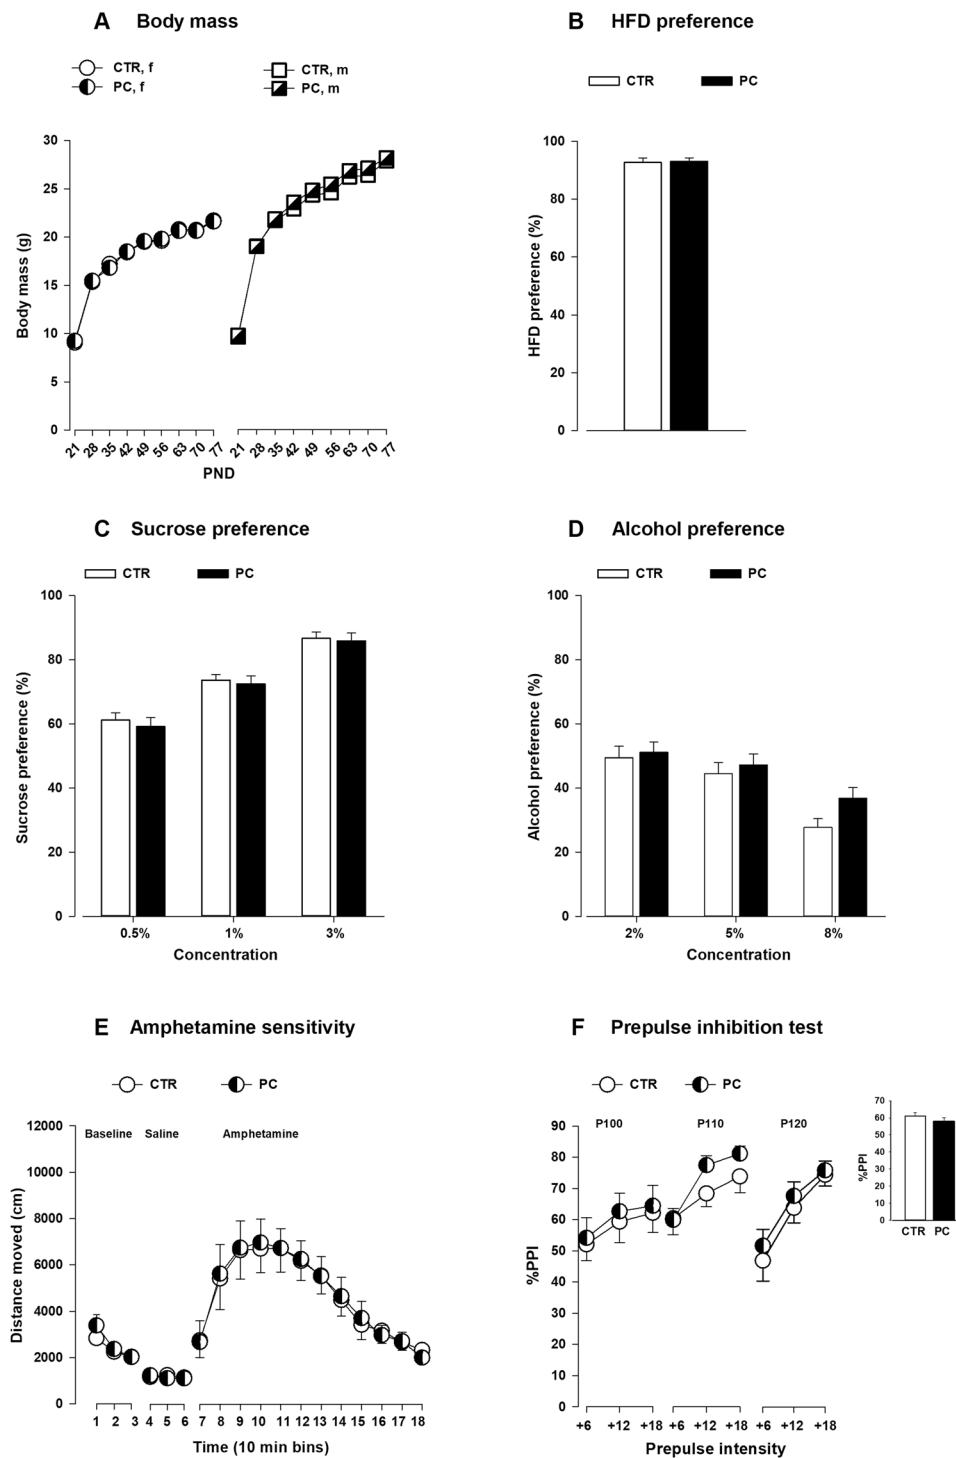 A Body mass
CTR, f
PC, f
CTR, m
PC, m
30
25
20
15
10
5
0
Body mass (g)
21 28 35 42 49 56 63 70 77
21 28 35 42 49 56 63 70 77
PND
B HFD preference
CTR PC
100
80
60
40
20
0
HFD preference (%)
C Sucrose preference
CTR PC
100
80
60
40
20
0
Sucrose preference (%)
0.5% 1% 3%
Concentration
D Alcohol preference
CTR PC
100
80
60
40
20
0
Alcohol preference (%)
2% 5% 8%
Concentration
E Amphetamine sensitivity
CTR PC
Baseline Saline Amphetamine
12000
10000
8000
6000
4000
2000
0
Distance moved (cm)
1 2 3 4 5 6 7 8 9 10 11 12 13 14 15 16 17 18
Time (10 min bins)
F Prepulse inhibition test
CTR PC
P100 P110 P120
90
80
70
60
50
40
30
20
10
0
%PPI
+6 +12 +18 +6 +12 +18 +6 +12 +18
Prepulse intensity
70
60
50
40
30
20
10
0
%PPI
CTR PC